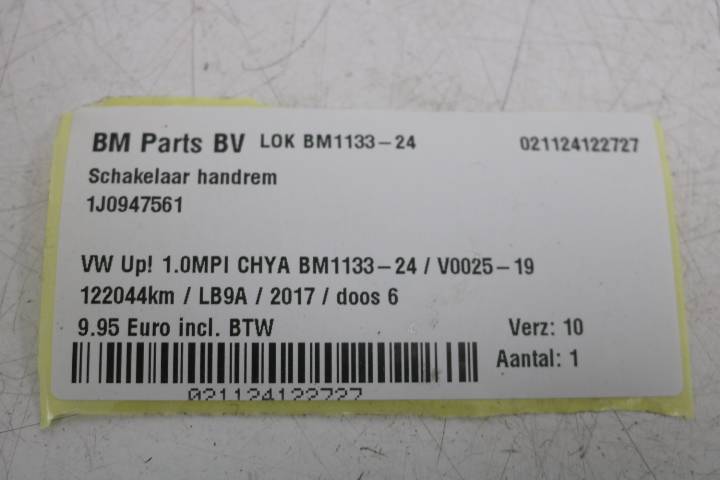 BM Parts BV LOK BM1133-24 021124122727
Schakelaar handrem
1J0947561
VW Up! 1.0MPI CHYA BM1133-24 / V0025-19
122044km / LB9A / 2017 / doos 6
9.95 Euro incl. BTW Verz: 10
Aantal: 1
021124122727